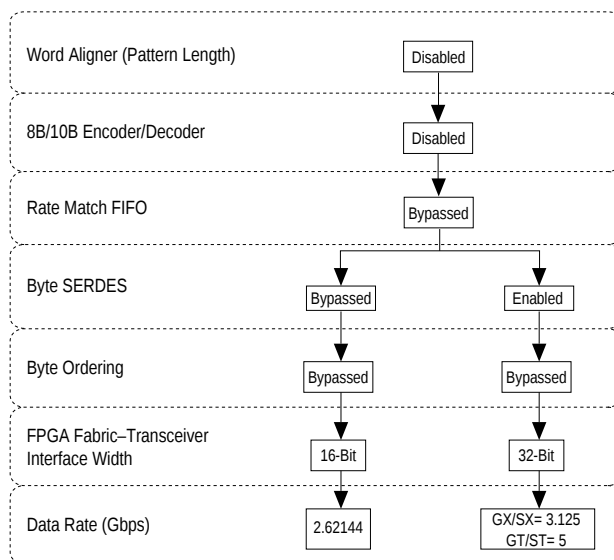 Word Aligner (Pattern Length)
Disabled
8B/10B Encoder/Decoder
Disabled
Rate Match FIFO
Bypassed
Byte SERDES
Bypassed
Enabled
Byte Ordering
Bypassed
Bypassed
FPGA Fabric–Transceiver
Interface Width
16-Bit
32-Bit
Data Rate (Gbps)
2.62144
GX/SX= 3.125
GT/ST= 5